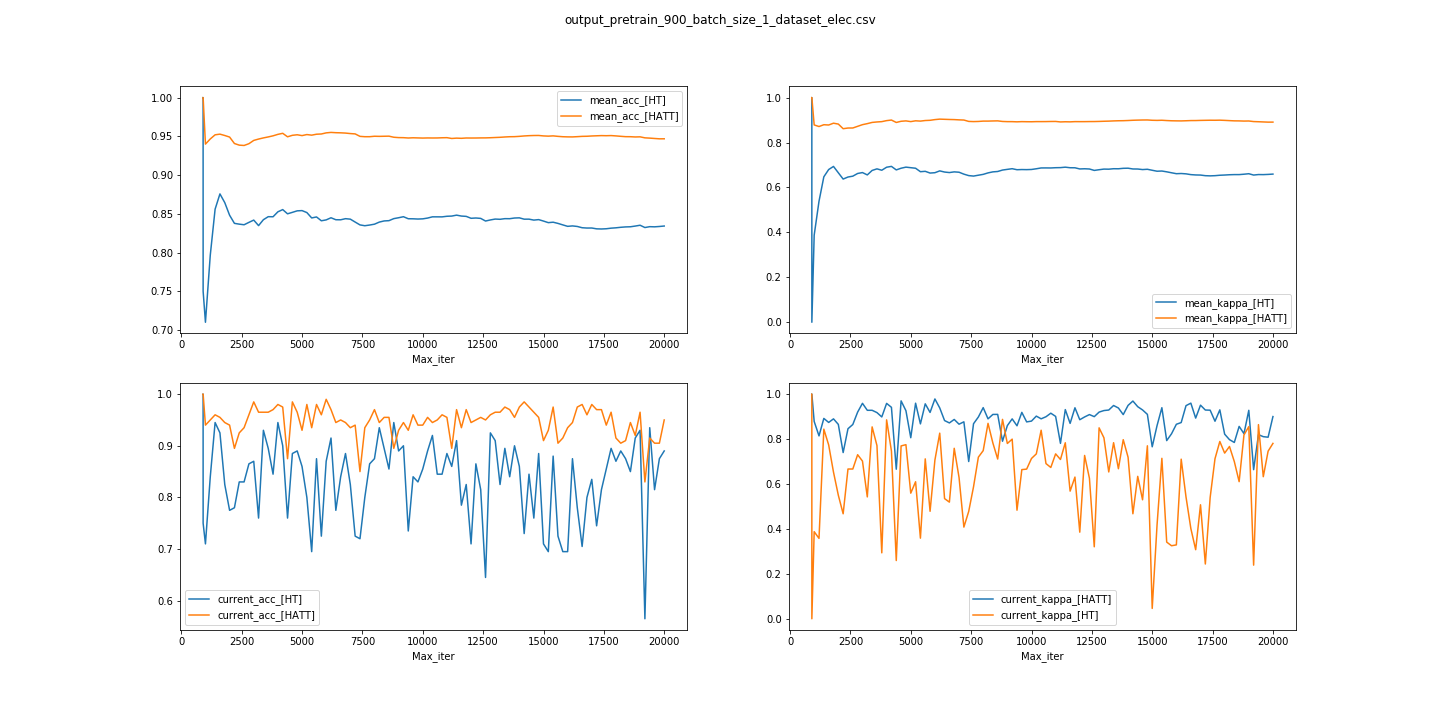 output_pretrain_900_batch_size_1_dataset_elec.csv
1.00
0.95
0.90
0.85
0.80
0.75
0.70
0 2500 5000 7500 10000 12500 15000 17500 20000
Max_iter
mean_acc_[HT]
mean_acc_[HATT]
1.0
0.8
0.6
0.4
0.2
0.0
0 2500 5000 7500 10000 12500 15000 17500 20000
Max_iter
mean_kappa_[HT]
mean_kappa_[HATT]
1.0
0.9
0.8
0.7
0.6
0 2500 5000 7500 10000 12500 15000 17500 20000
Max_iter
current_acc_[HT]
current_acc_[HATT]
1.0
0.8
0.6
0.4
0.2
0.0
0 2500 5000 7500 10000 12500 15000 17500 20000
Max_iter
current_kappa_[HATT]
current_kappa_[HT]